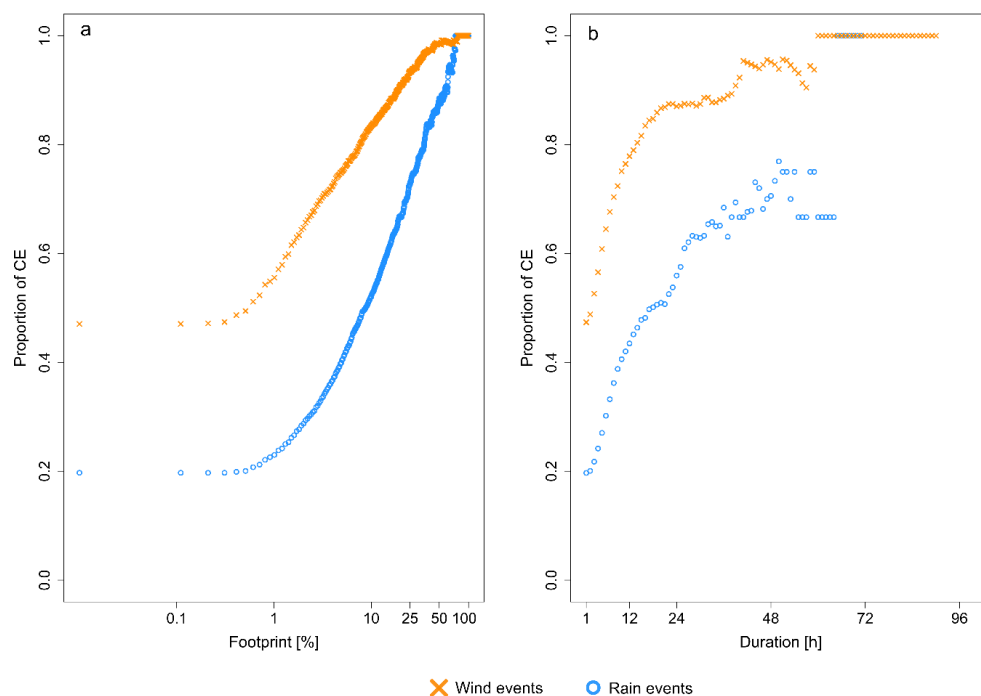 a
Proportion of CE
1.0
0.8
0.6
0.4
0.2
0.0
0.1 1 10 25 50 100
Footprint [%]
b
Proportion of CE
1.0
0.8
0.6
0.4
0.2
0.0
1 12 24 48 72 96
Duration [h]
Wind events Rain events